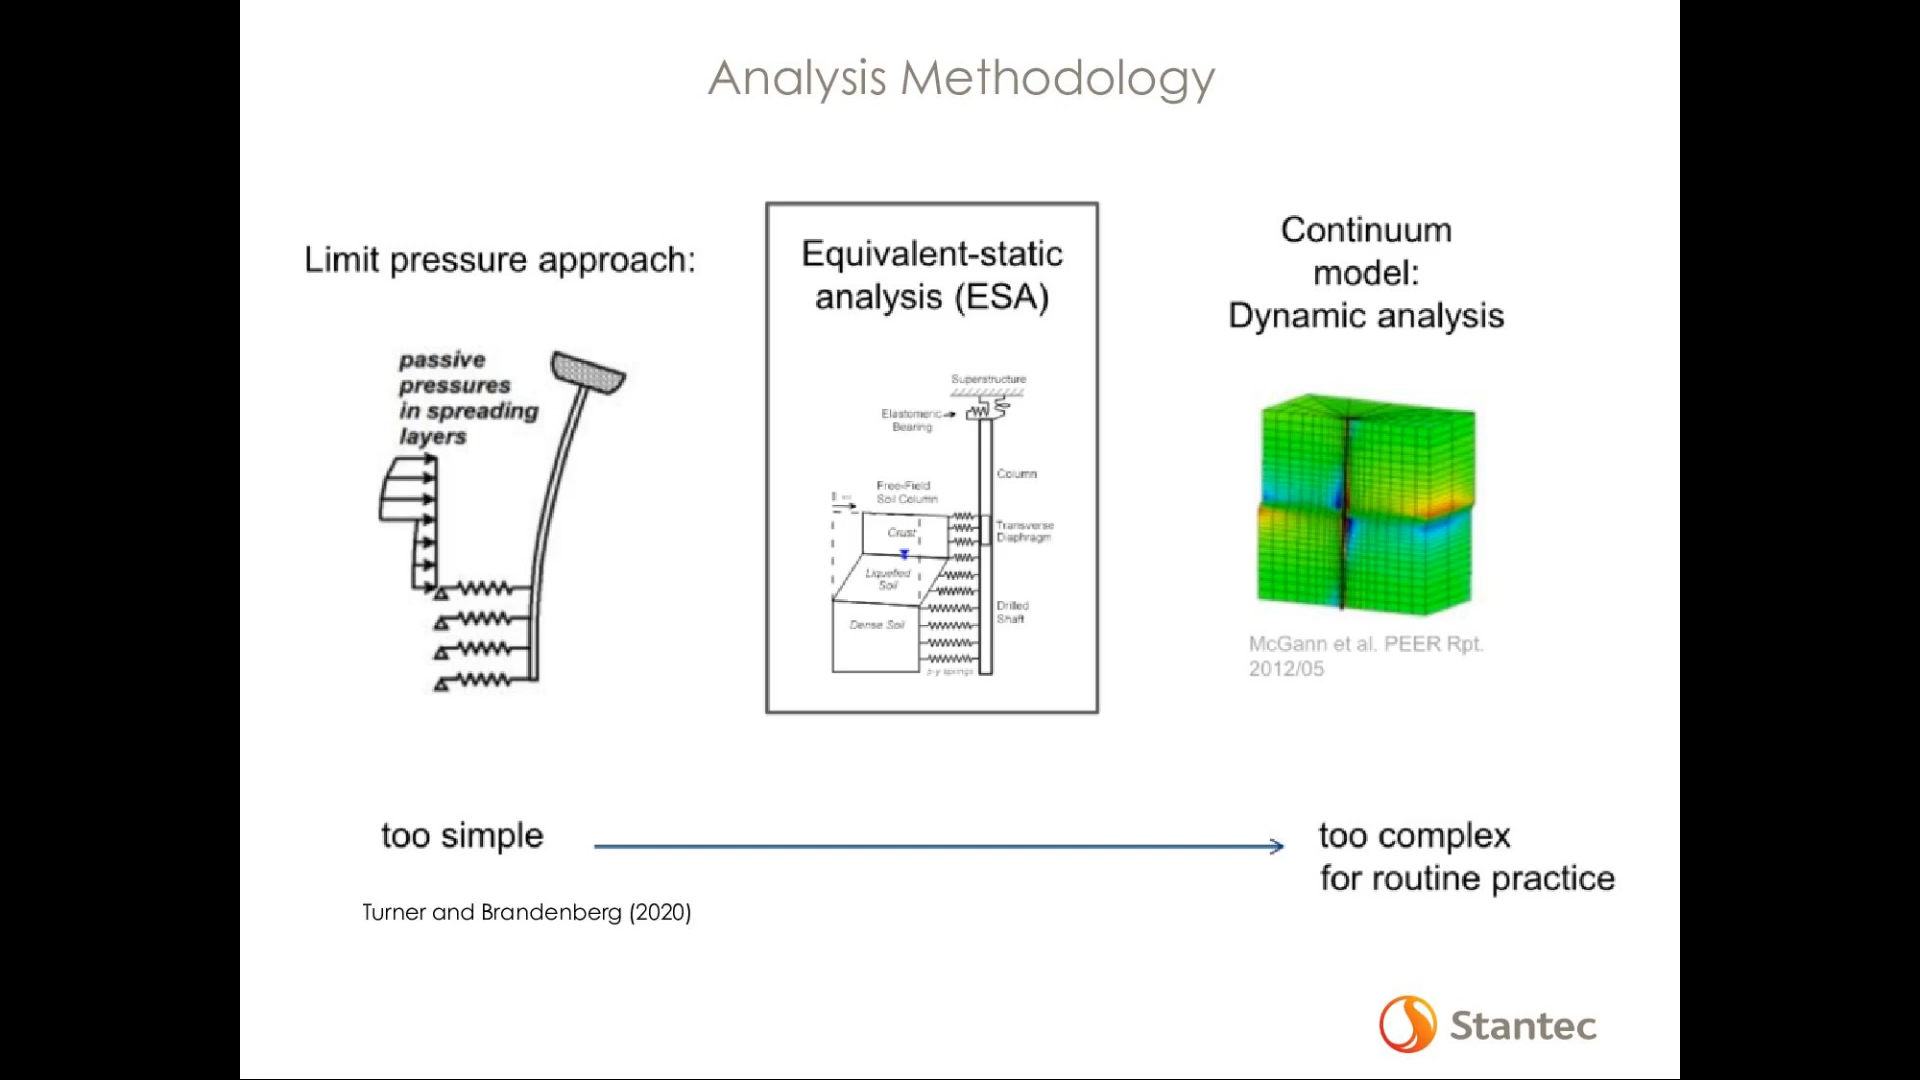 Analysis Methodology
Limit pressure approach:
passive
pressures
in spreading
layers
Equivalent-static
analysis (ESA)
Superstructure
Elastomeric
Bearing
Column
Free-Field
Soil Column
Crust
Transverse
Diaphragm
Liquefied
Soil
Drilled
Shaft
Dense Soil
p-y springs
Continuum
model:
Dynamic analysis
McGann et al. PEER Rpt.
2012/05
too simple
too complex
for routine practice
Turner and Brandenberg (2020)
Stantec